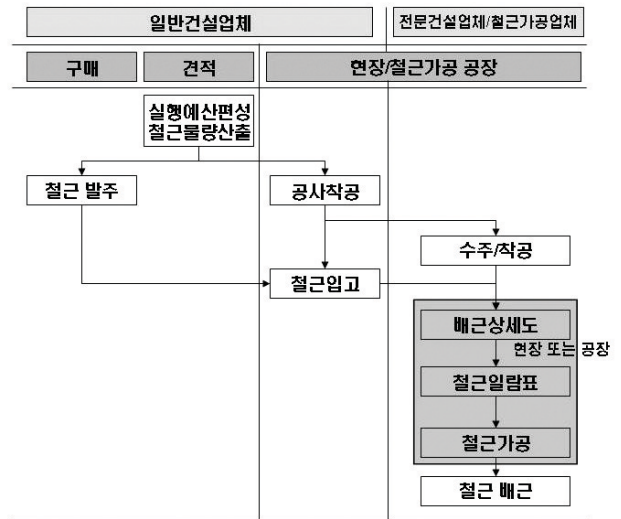 일반건설업체
전문건설업체/철근가공업체
구매
견적
현장/철근가공 공장
실행예산편성
철근물량산출
철근 발주
공사착공
수주/착공
철근입고
배근상세도
현장 또는 공장
철근일람표
철근가공
철근 배근